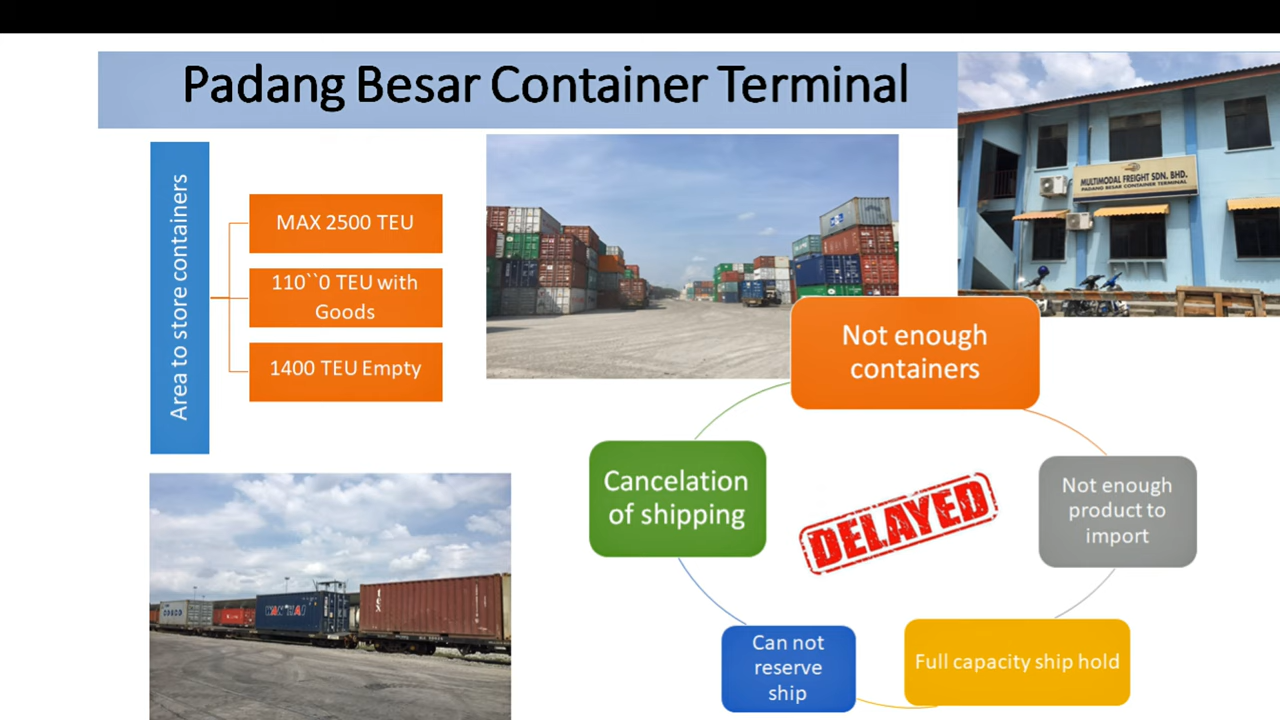 Padang Besar Container Terminal
Area to store containers
MAX 2500 TEU
110``0 TEU with
Goods
1400 TEU Empty
MULTIMODAL FREIGHT SDN. BHD.
PADANG BESAR CONTAINER TERMINAL
Not enough
containers
Cancelation
of shipping
DELAYED
Not enough
product to
import
Can not
reserve
ship
Full capacity ship hold
WAN HAI